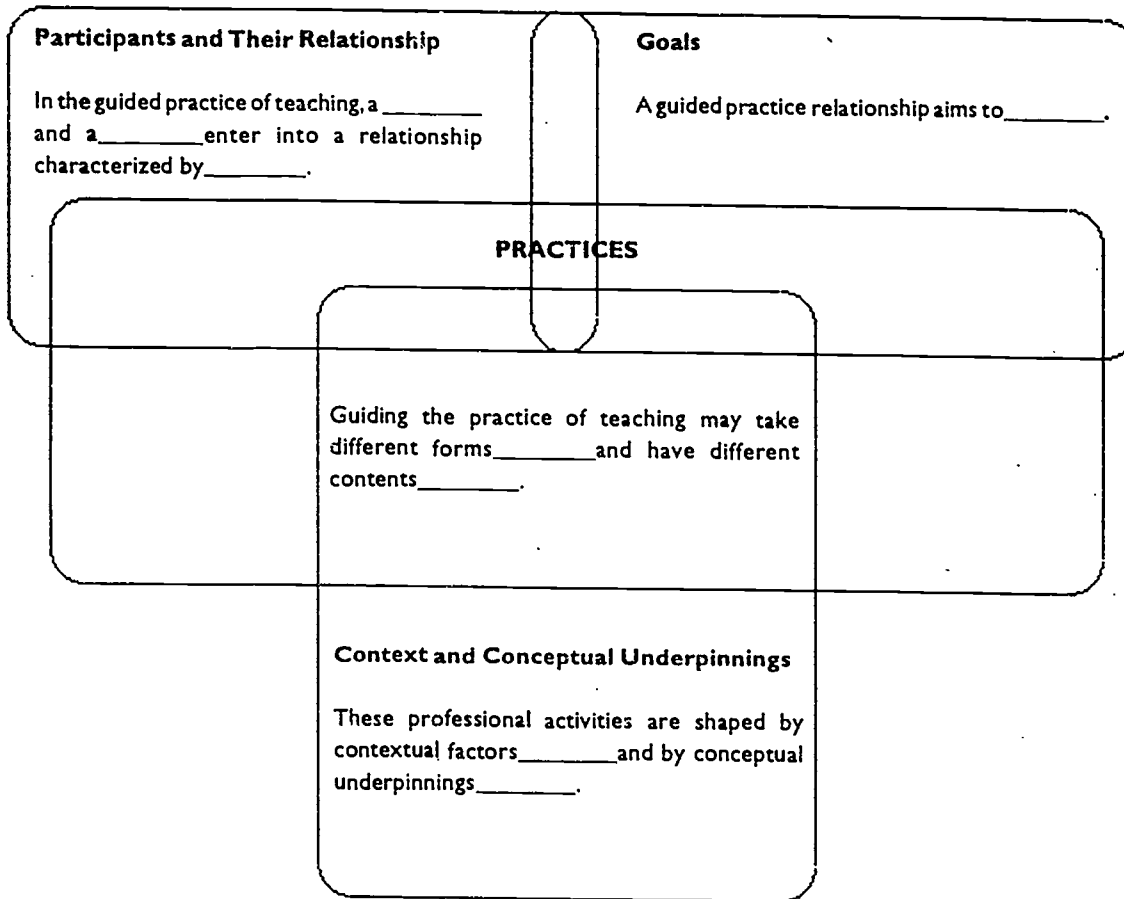 Participants and Their Relationship
In the guided practice of teaching, a ________
and a________enter into a relationship
characterized by________.
Goals
A guided practice relationship aims to________.
PRACTICES
Guiding the practice of teaching may take
different forms________and have different
contents________.
Context and Conceptual Underpinnings
These professional activities are shaped by
contextual factors________and by conceptual
underpinnings________.